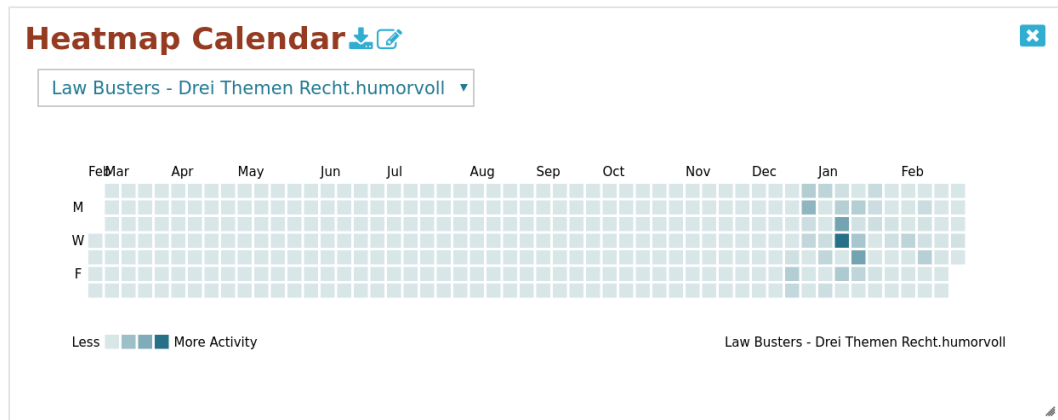 Heatmap Calendar
Law Busters - Drei Themen Recht.humorvoll
Feb Mar Apr May Jun Jul Aug Sep Oct Nov Dec Jan Feb
M
W
F
Less More Activity
Law Busters - Drei Themen Recht.humorvoll